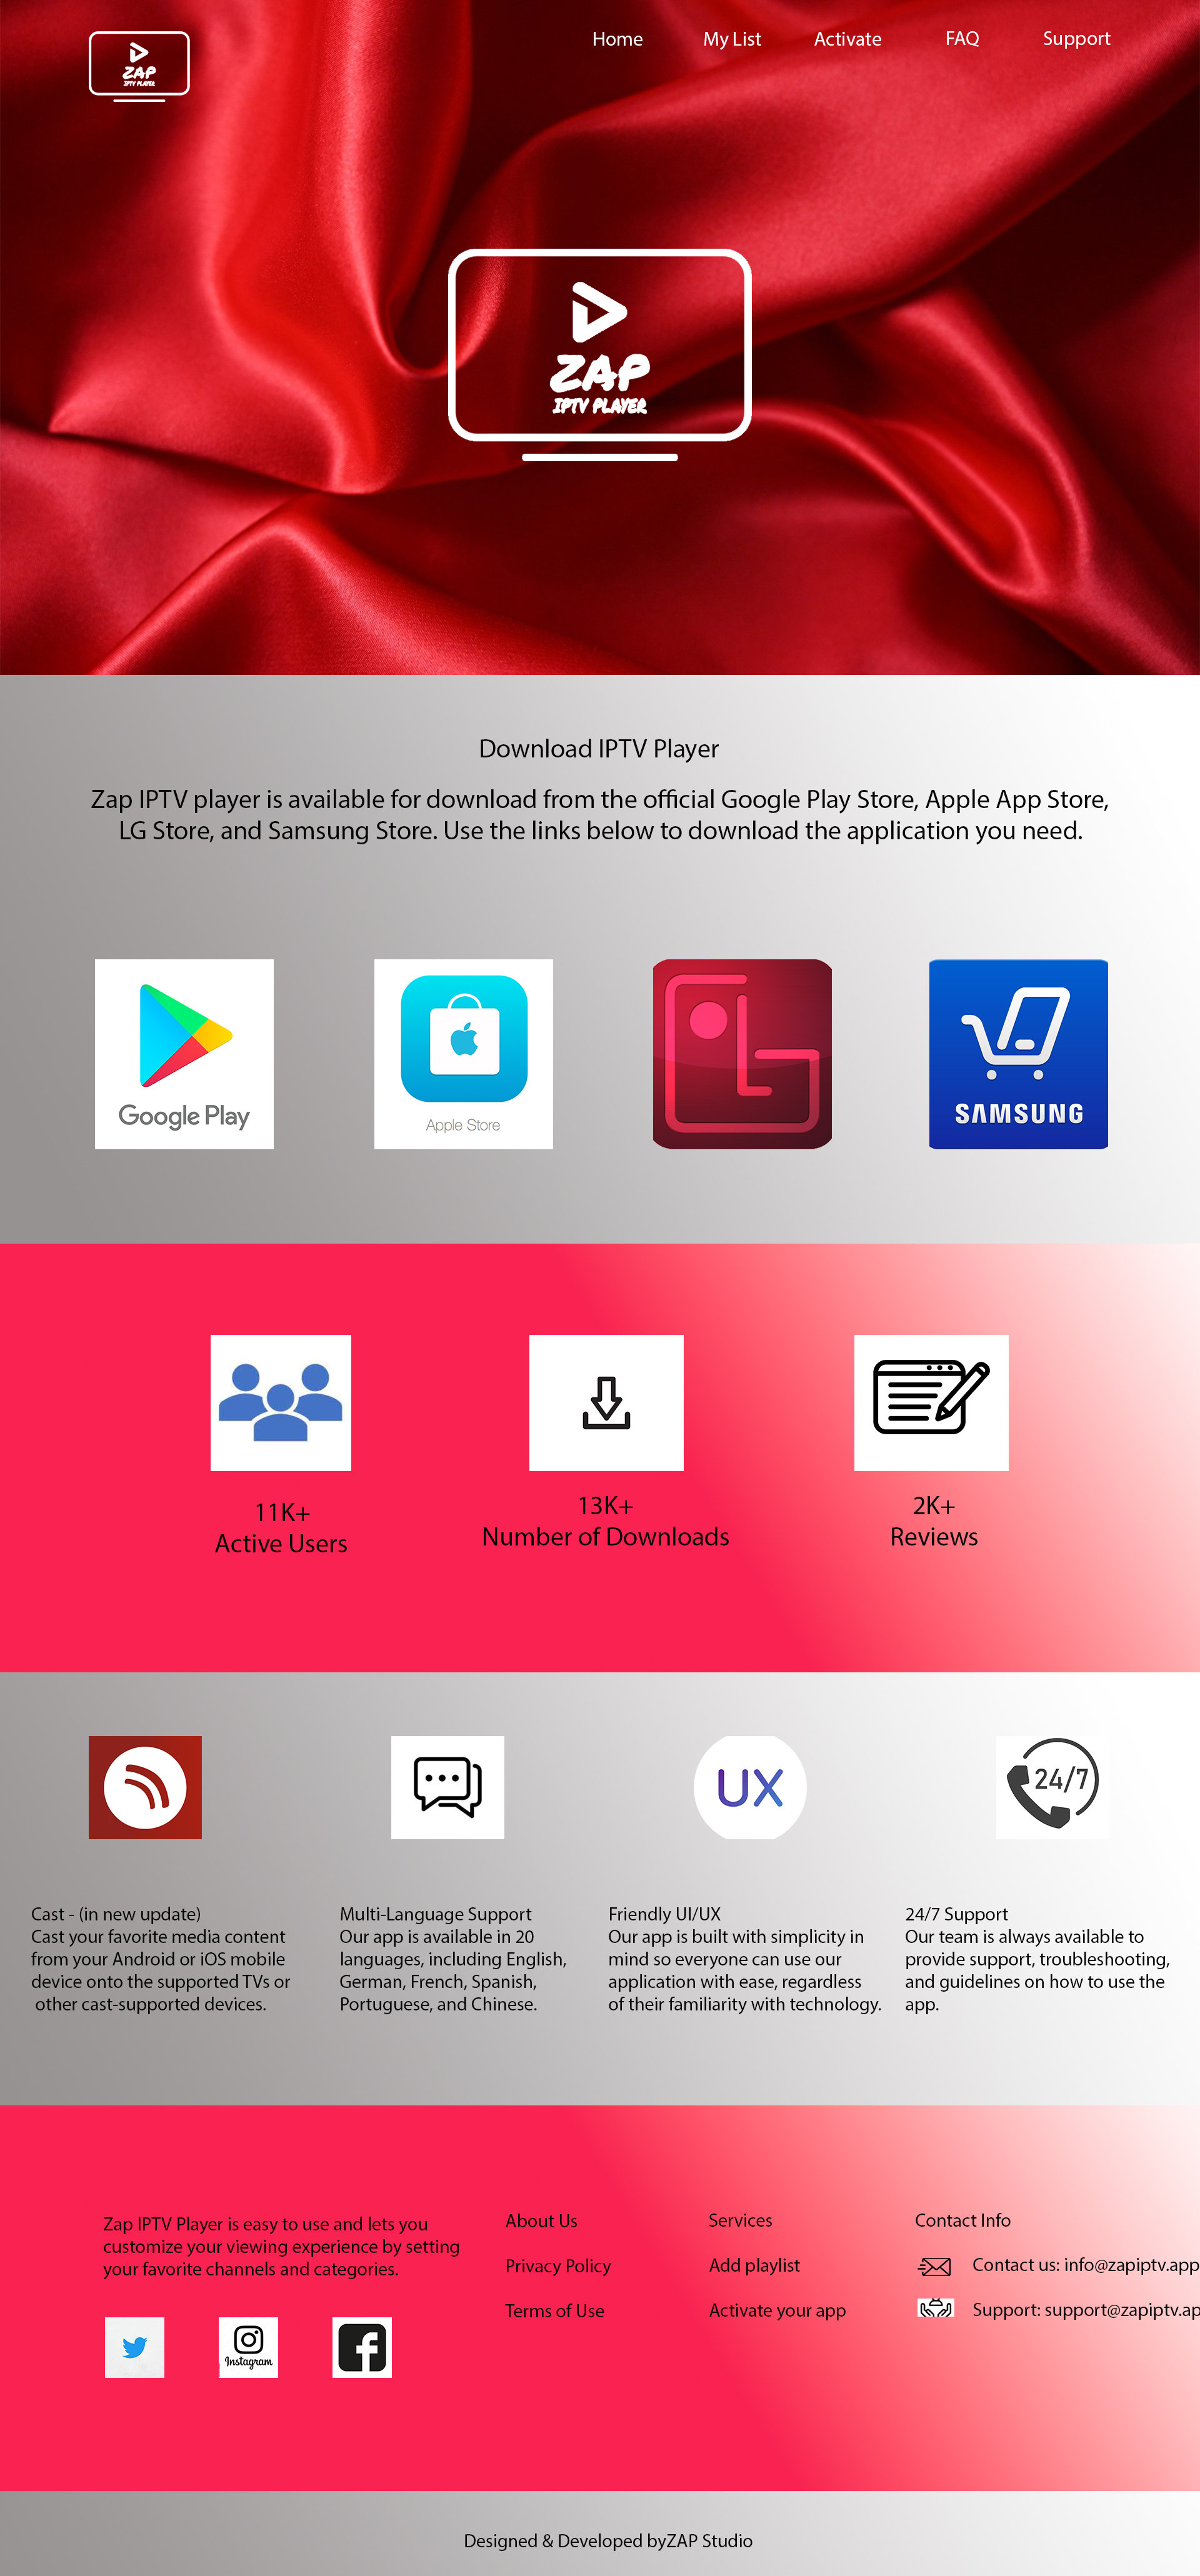 ZAP
IPTV PLAYER
Home
My List
Activate
FAQ
Support
ZAP
IPTV PLAYER
Download IPTV Player
Zap IPTV player is available for download from the official Google Play Store, Apple App Store,
LG Store, and Samsung Store. Use the links below to download the application you need.
Google Play
Apple Store
LG
SAMSUNG
11K+
Active Users
13K+
Number of Downloads
2K+
Reviews
UX
24/7
Cast - (in new update)
Cast your favorite media content
from your Android or iOS mobile
device onto the supported TVs or
other cast-supported devices.
Multi-Language Support
Our app is available in 20
languages, including English,
German, French, Spanish,
Portuguese, and Chinese.
Friendly UI/UX
Our app is built with simplicity in
mind so everyone can use our
application with ease, regardless
of their familiarity with technology.
24/7 Support
Our team is always available to
provide support, troubleshooting,
and guidelines on how to use the
app.
Zap IPTV Player is easy to use and lets you
customize your viewing experience by setting
your favorite channels and categories.
Instagram
About Us
Privacy Policy
Terms of Use
Services
Add playlist
Activate your app
Contact Info
Contact us: info@zapiptv.app
Support: support@zapiptv.ap
Designed & Developed byZAP Studio